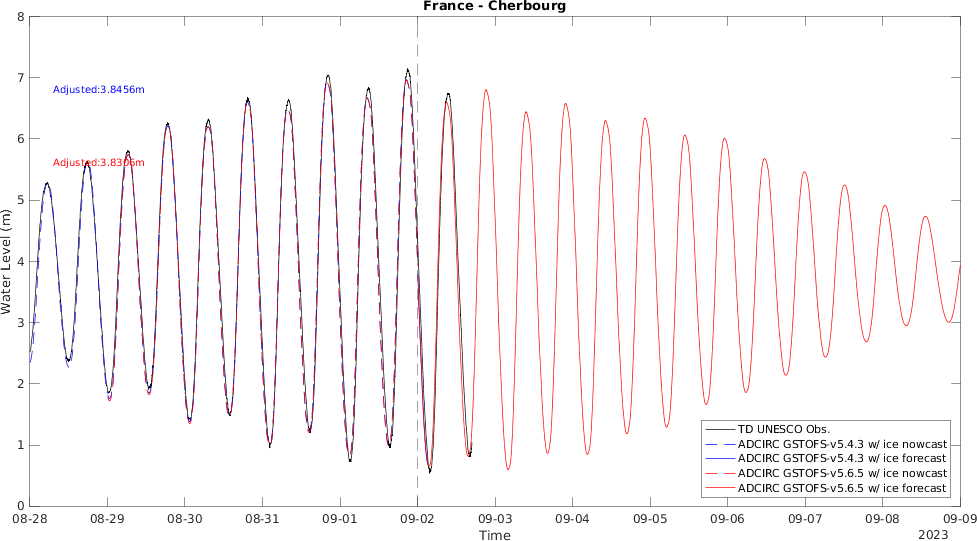 France - Cherbourg
8
7
6
5
4
3
2
1
0
Water Level (m)
Adjusted:3.8456m
Adjusted:3.8306m
TD UNESCO Obs.
ADCIRC GSTOFS-v5.4.3 w/ ice nowcast
ADCIRC GSTOFS-v5.4.3 w/ ice forecast
ADCIRC GSTOFS-v5.6.5 w/ ice nowcast
ADCIRC GSTOFS-v5.6.5 w/ ice forecast
08-28 08-29 08-30 08-31 09-01 09-02 09-03 09-04 09-05 09-06 09-07 09-08 09-09
Time
2023